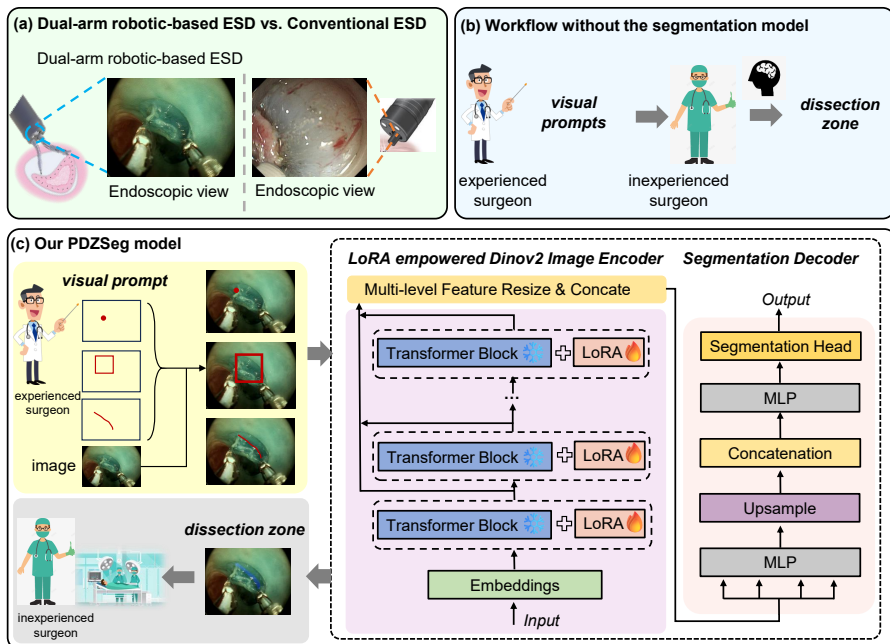 (a) Dual-arm robotic-based ESD vs. Conventional ESD
Dual-arm robotic-based ESD
Endoscopic view
Endoscopic view
(b) Workflow without the segmentation model
visual
prompts
dissection
zone
experienced
surgeon
inexperienced
surgeon
(c) Our PDZSeg model
visual prompt
experienced
surgeon
image
dissection zone
inexperienced
surgeon
LoRA empowered Dinov2 Image Encoder
Multi-level Feature Resize & Concate
Transformer Block
LoRA
...
Transformer Block
LoRA
Transformer Block
LoRA
Embeddings
Input
Segmentation Decoder
Output
Segmentation Head
MLP
Concatenation
Upsample
MLP